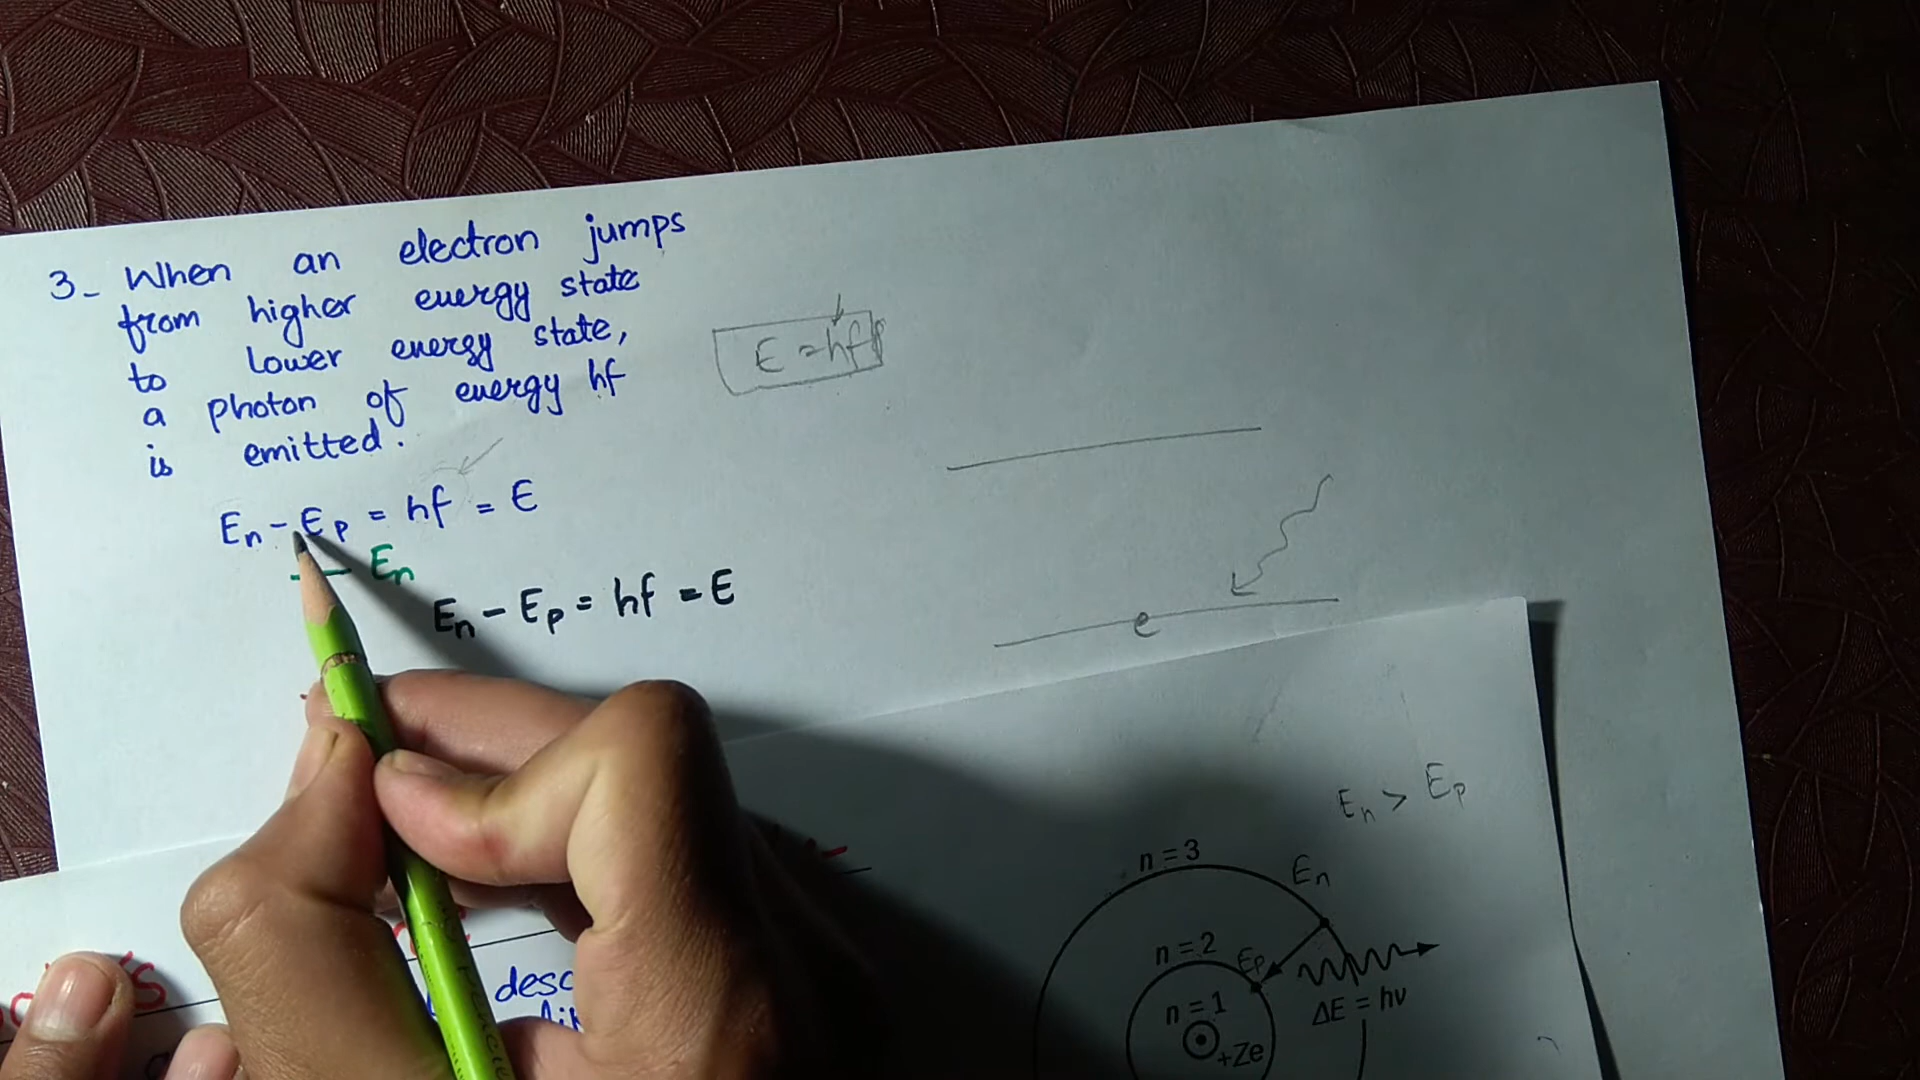 3- When an electron jumps
from higher energy state
to lower energy state,
a photon of energy hf
is emitted.
E = hf
En - Ep = hf = E
En
En - Ep = hf = E
e
En > Ep
n = 3
En
n = 2
Ep
n = 1
ΔE = hν
+Ze
desc